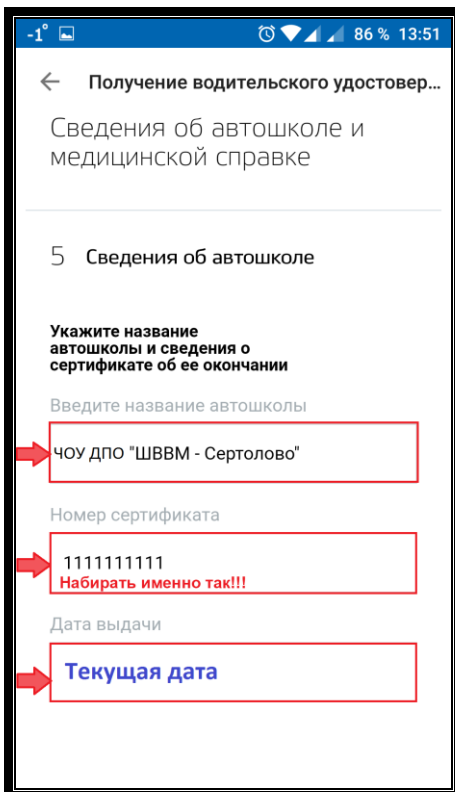 -1° 86 % 13:51
Получение водительского удостовер...
Сведения об автошколе и
медицинской справке
5 Сведения об автошколе
Укажите название
автошколы и сведения о
сертификате об ее окончании
Введите название автошколы
ЧОУ ДПО "ШВВМ - Сертолово"
Номер сертификата
1111111111
Набирать именно так!!!
Дата выдачи
Текущая дата